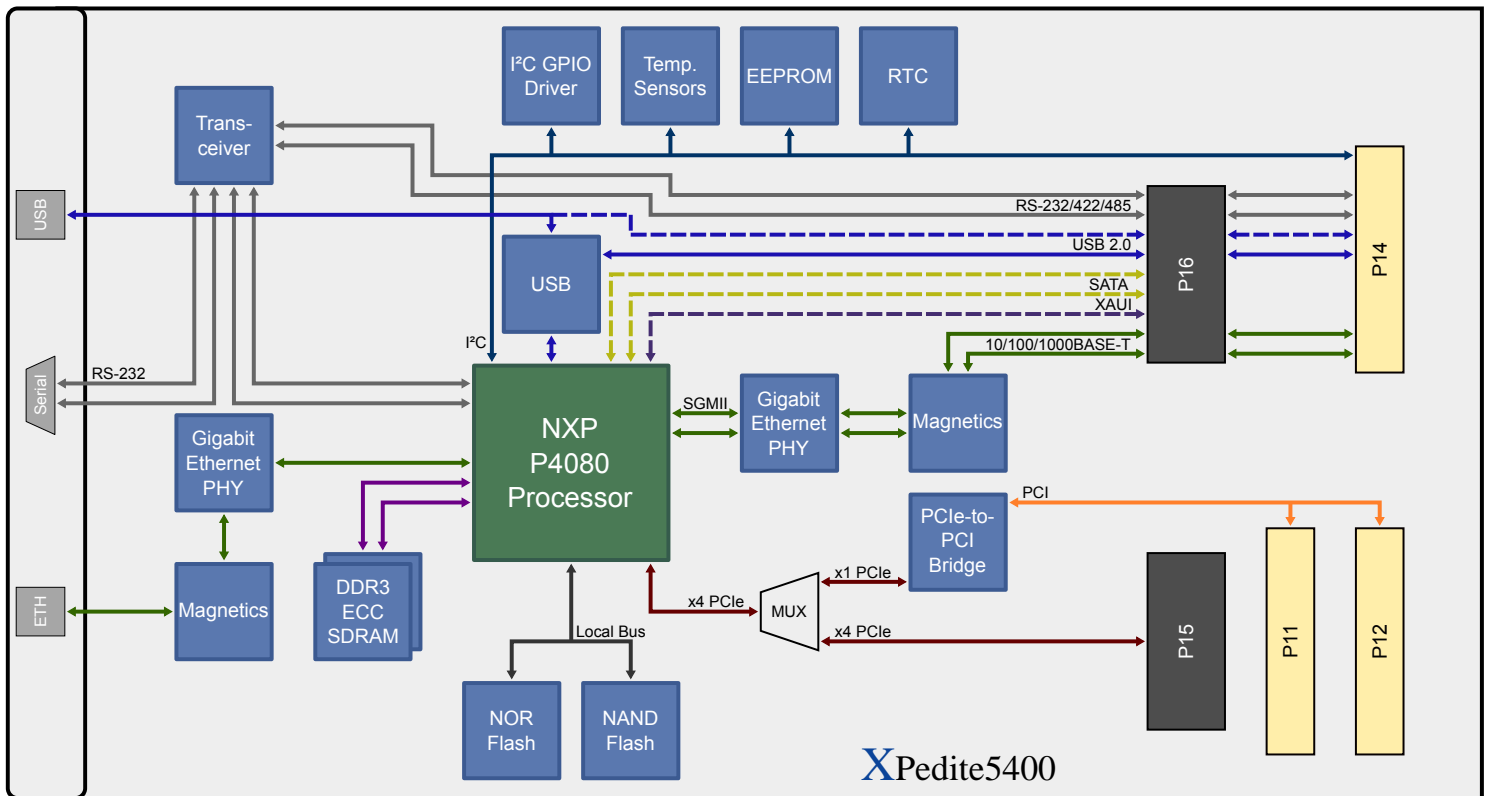 I²C GPIO
Driver
Temp.
Sensors
EEPROM
RTC
Trans-
ceiver
USB
RS-232/422/485
USB 2.0
USB
SATA
XAUI
P16
P14
I²C
10/100/1000BASE-T
RS-232
Serial
Gigabit
Ethernet
PHY
NXP
P4080
Processor
SGMII
Gigabit
Ethernet
PHY
Magnetics
PCI
PCIe-to-
PCI
Bridge
ETH
Magnetics
DDR3
ECC
SDRAM
x4 PCIe
MUX
x1 PCIe
x4 PCIe
Local Bus
P15
P11
P12
NOR
Flash
NAND
Flash
XPedite5400